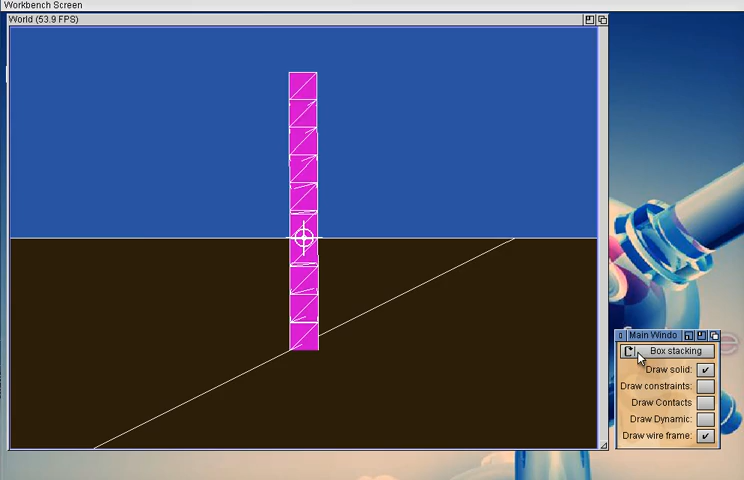 Workbench Screen
World (53.9 FPS)
Main Windo
Box stacking
Draw solid:
Draw constraints:
Draw Contacts
Draw Dynamic:
Draw wire frame: